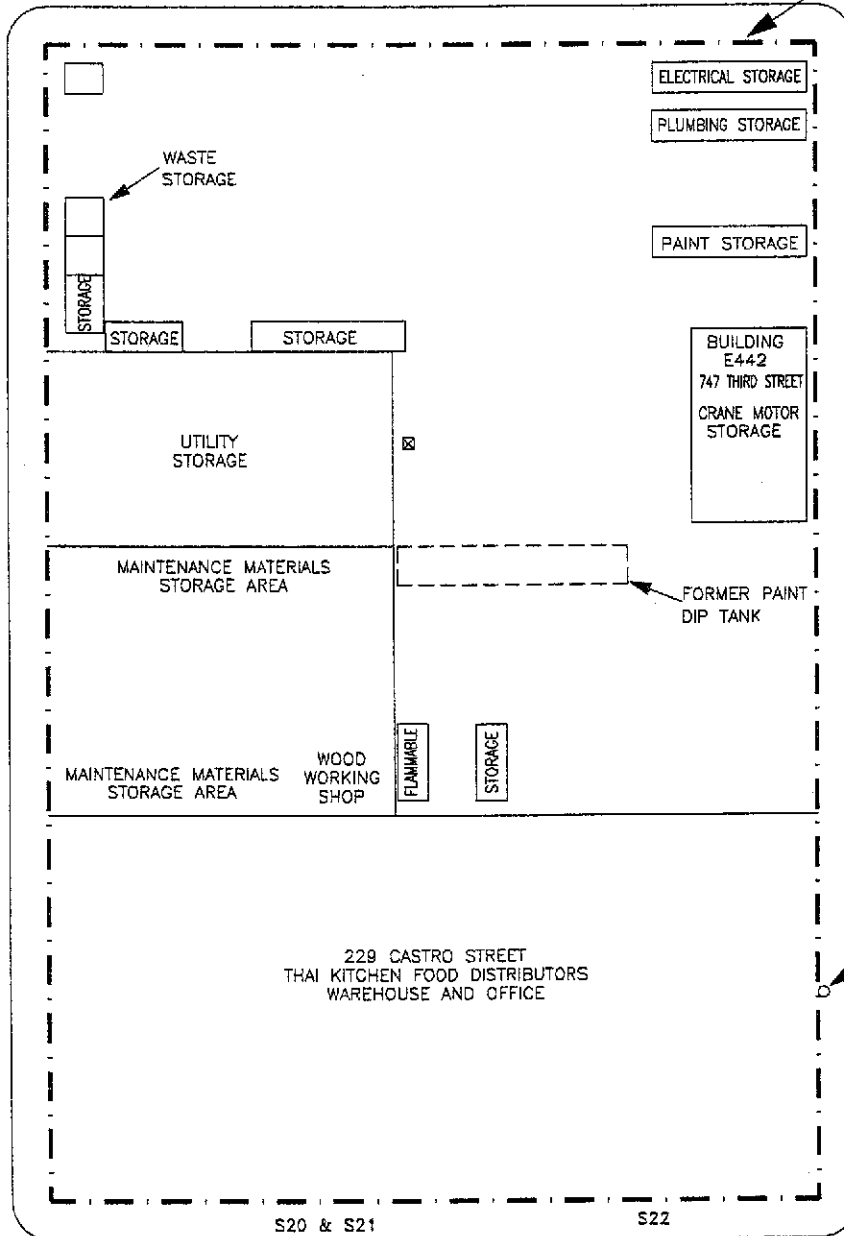 ELECTRICAL STORAGE
PLUMBING STORAGE
WASTE
STORAGE
PAINT STORAGE
STORAGE
STORAGE
STORAGE
BUILDING
E442
747 THIRD STREET
CRANE MOTOR
STORAGE
UTILITY
STORAGE
MAINTENANCE MATERIALS
STORAGE AREA
FORMER PAINT
DIP TANK
FLAMMABLE
STORAGE
WOOD
WORKING
SHOP
MAINTENANCE MATERIALS
STORAGE AREA
229 CASTRO STREET
THAI KITCHEN FOOD DISTRIBUTORS
WAREHOUSE AND OFFICE
S20 & S21
S22